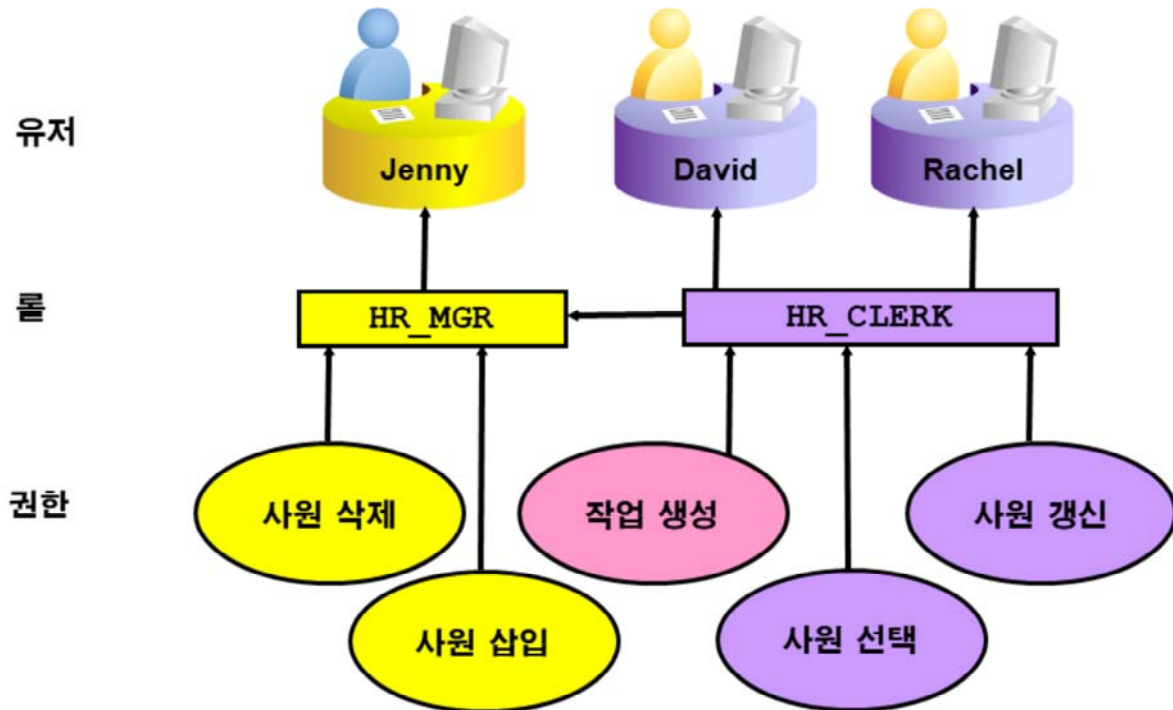 유저
Jenny
David
Rachel
롤
HR_MGR
HR_CLERK
권한
사원 삭제
작업 생성
사원 갱신
사원 삽입
사원 선택